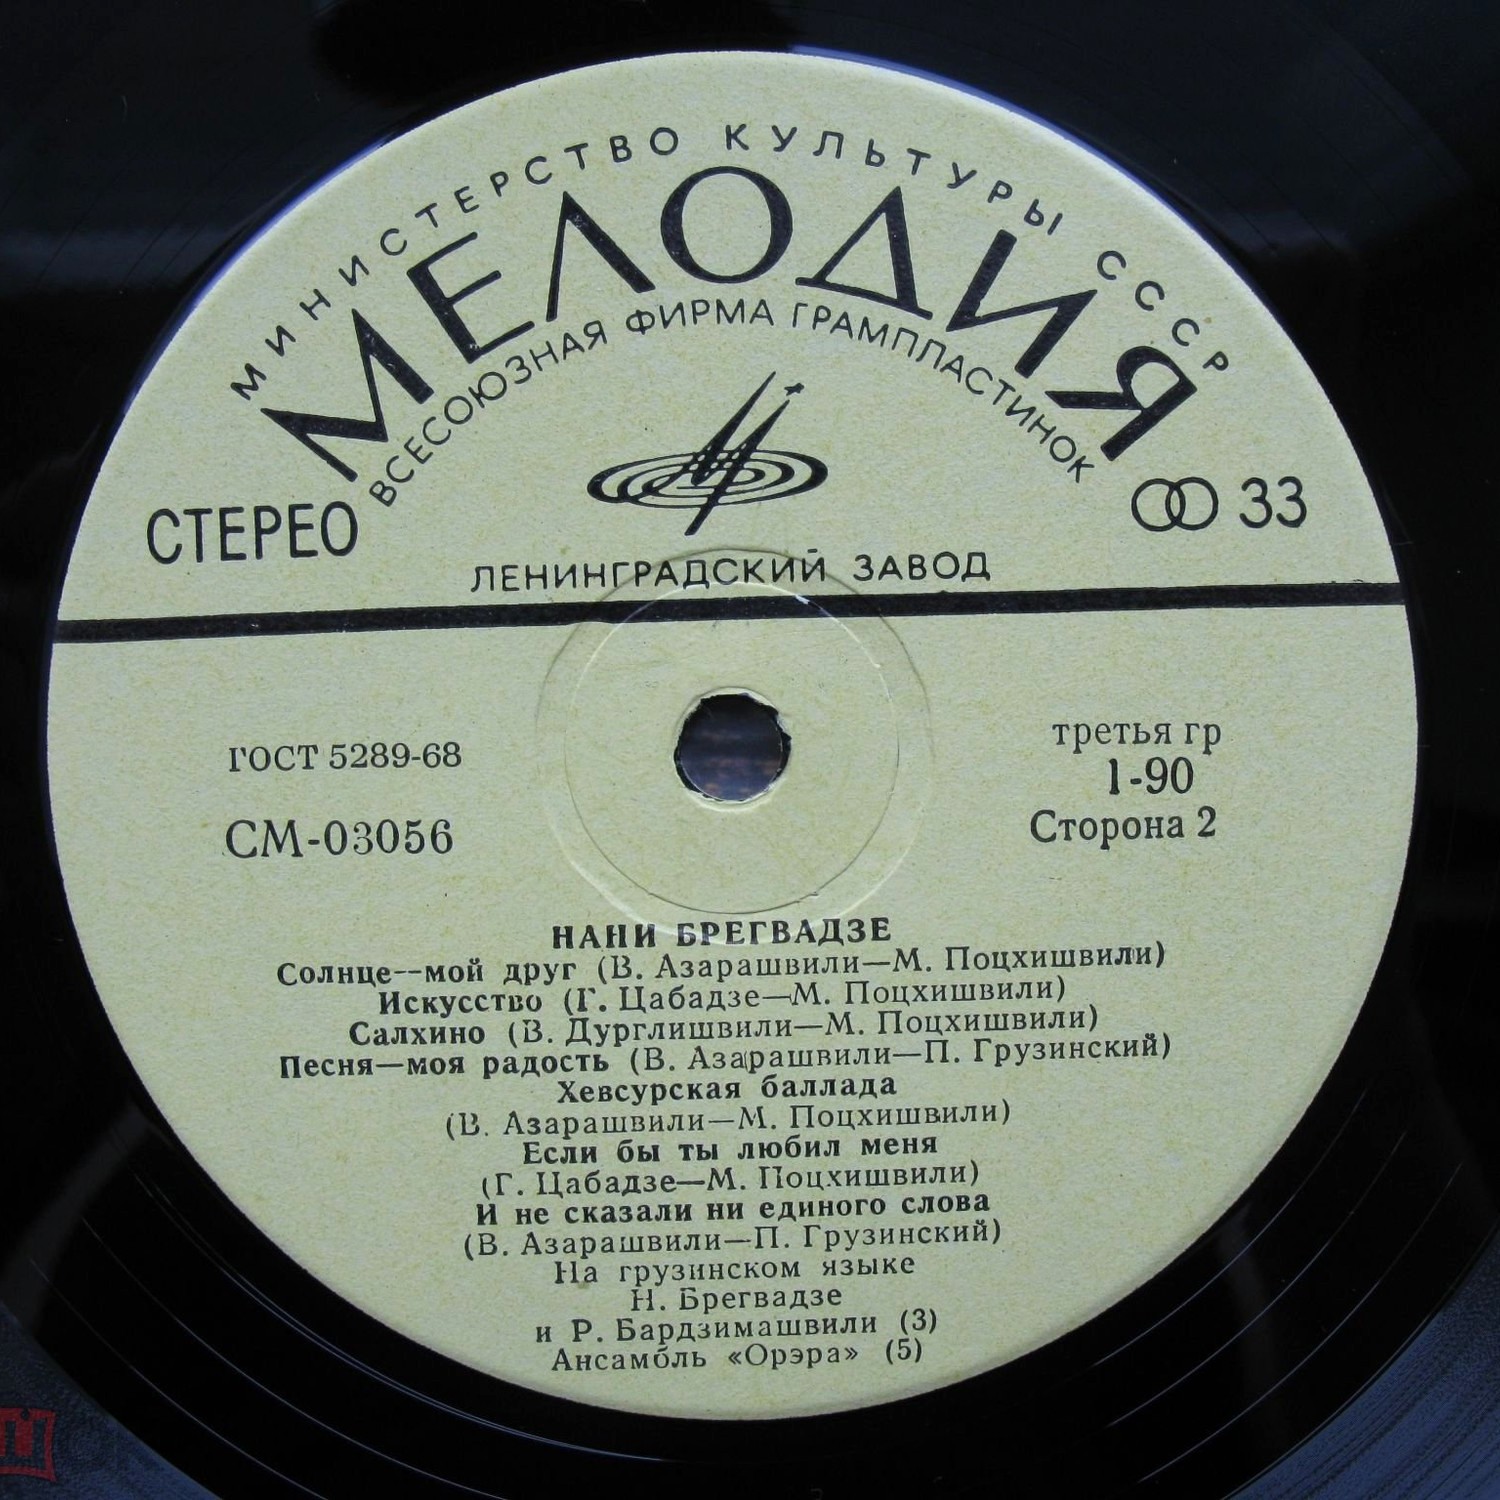 МИНИСТЕРСТВО КУЛЬТУРЫ СССР
МЕЛОДИЯ
ВСЕСОЮЗНАЯ ФИРМА ГРАМПЛАСТИНОК
СТЕРЕО
33
ЛЕНИНГРАДСКИЙ ЗАВОД
ГОСТ 5289-68
третья гр
1-90
СМ-03056
Сторона 2
НАНИ БРЕГВАДЗЕ
Солнце--мой друг (В. Азарашвили—М. Поцхишвили)
Искусство (Г. Цабадзе—М. Поцхишвили)
Салхино (В. Дурглишвили—М. Поцхишвили)
Песня—моя радость (В. Азарашвили—П. Грузинский)
Хевсурская баллада
(В. Азарашвили—М. Поцхишвили)
Если бы ты любил меня
(Г. Цабадзе—М. Поцхишвили)
И не сказали ни единого слова
(В. Азарашвили—П. Грузинский)
На грузинском языке
Н. Брегвадзе
и Р. Бардзимашвили (3)
Ансамбль «Орэра» (5)